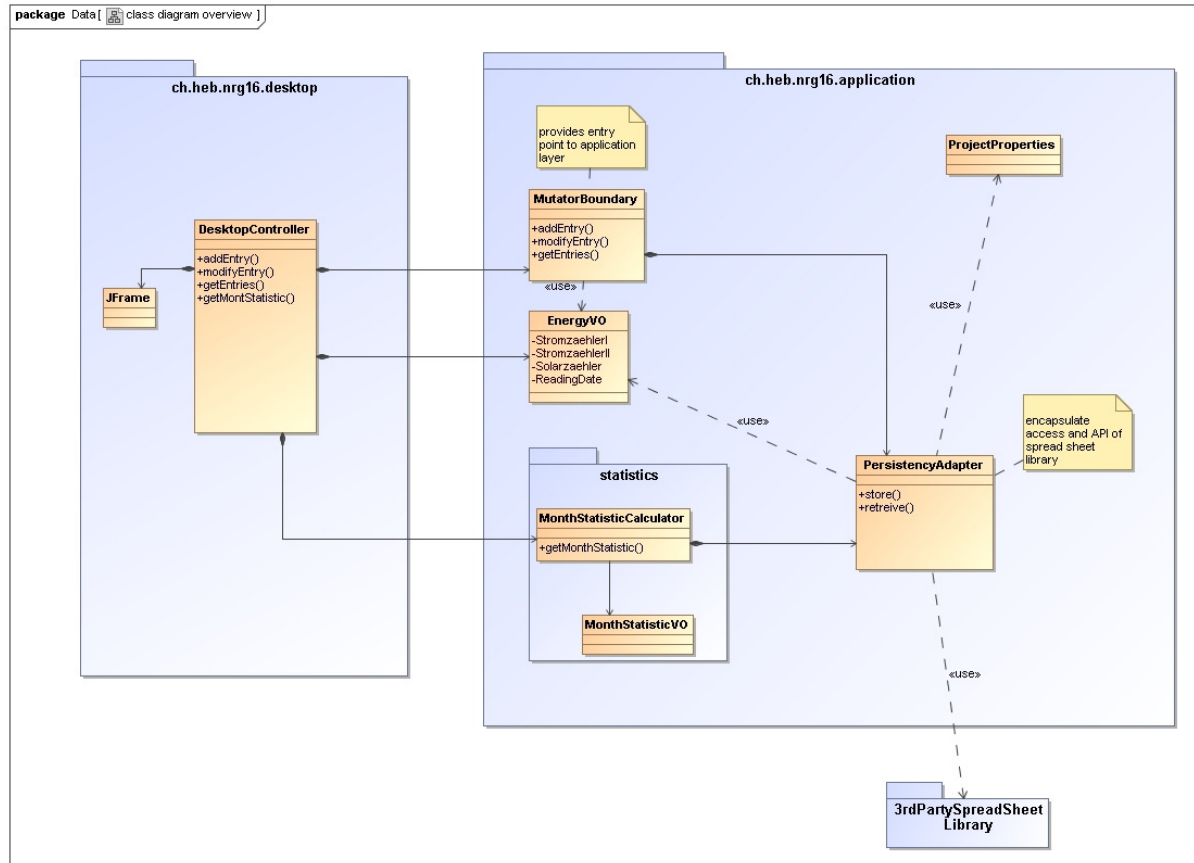 package Data [ class diagram overview ]
ch.heb.nrg16.desktop
DesktopController
+addEntry()
+modifyEntry()
+getEntries()
+getMontStatistic()
JFrame
ch.heb.nrg16.application
provides entry
point to application
layer
MutatorBoundary
+addEntry()
+modifyEntry()
+getEntries()
«use»
EnergyVO
-StromzaehlerI
-StromzaehlerII
-Solarzaehler
-ReadingDate
«use»
ProjectProperties
«use»
encapsulate
access and API of
spread sheet
library
PersistencyAdapter
+store()
+retreive()
statistics
MonthStatisticCalculator
+getMonthStatistic()
MonthStatisticVO
«use»
3rdPartySpreadSheet
Library